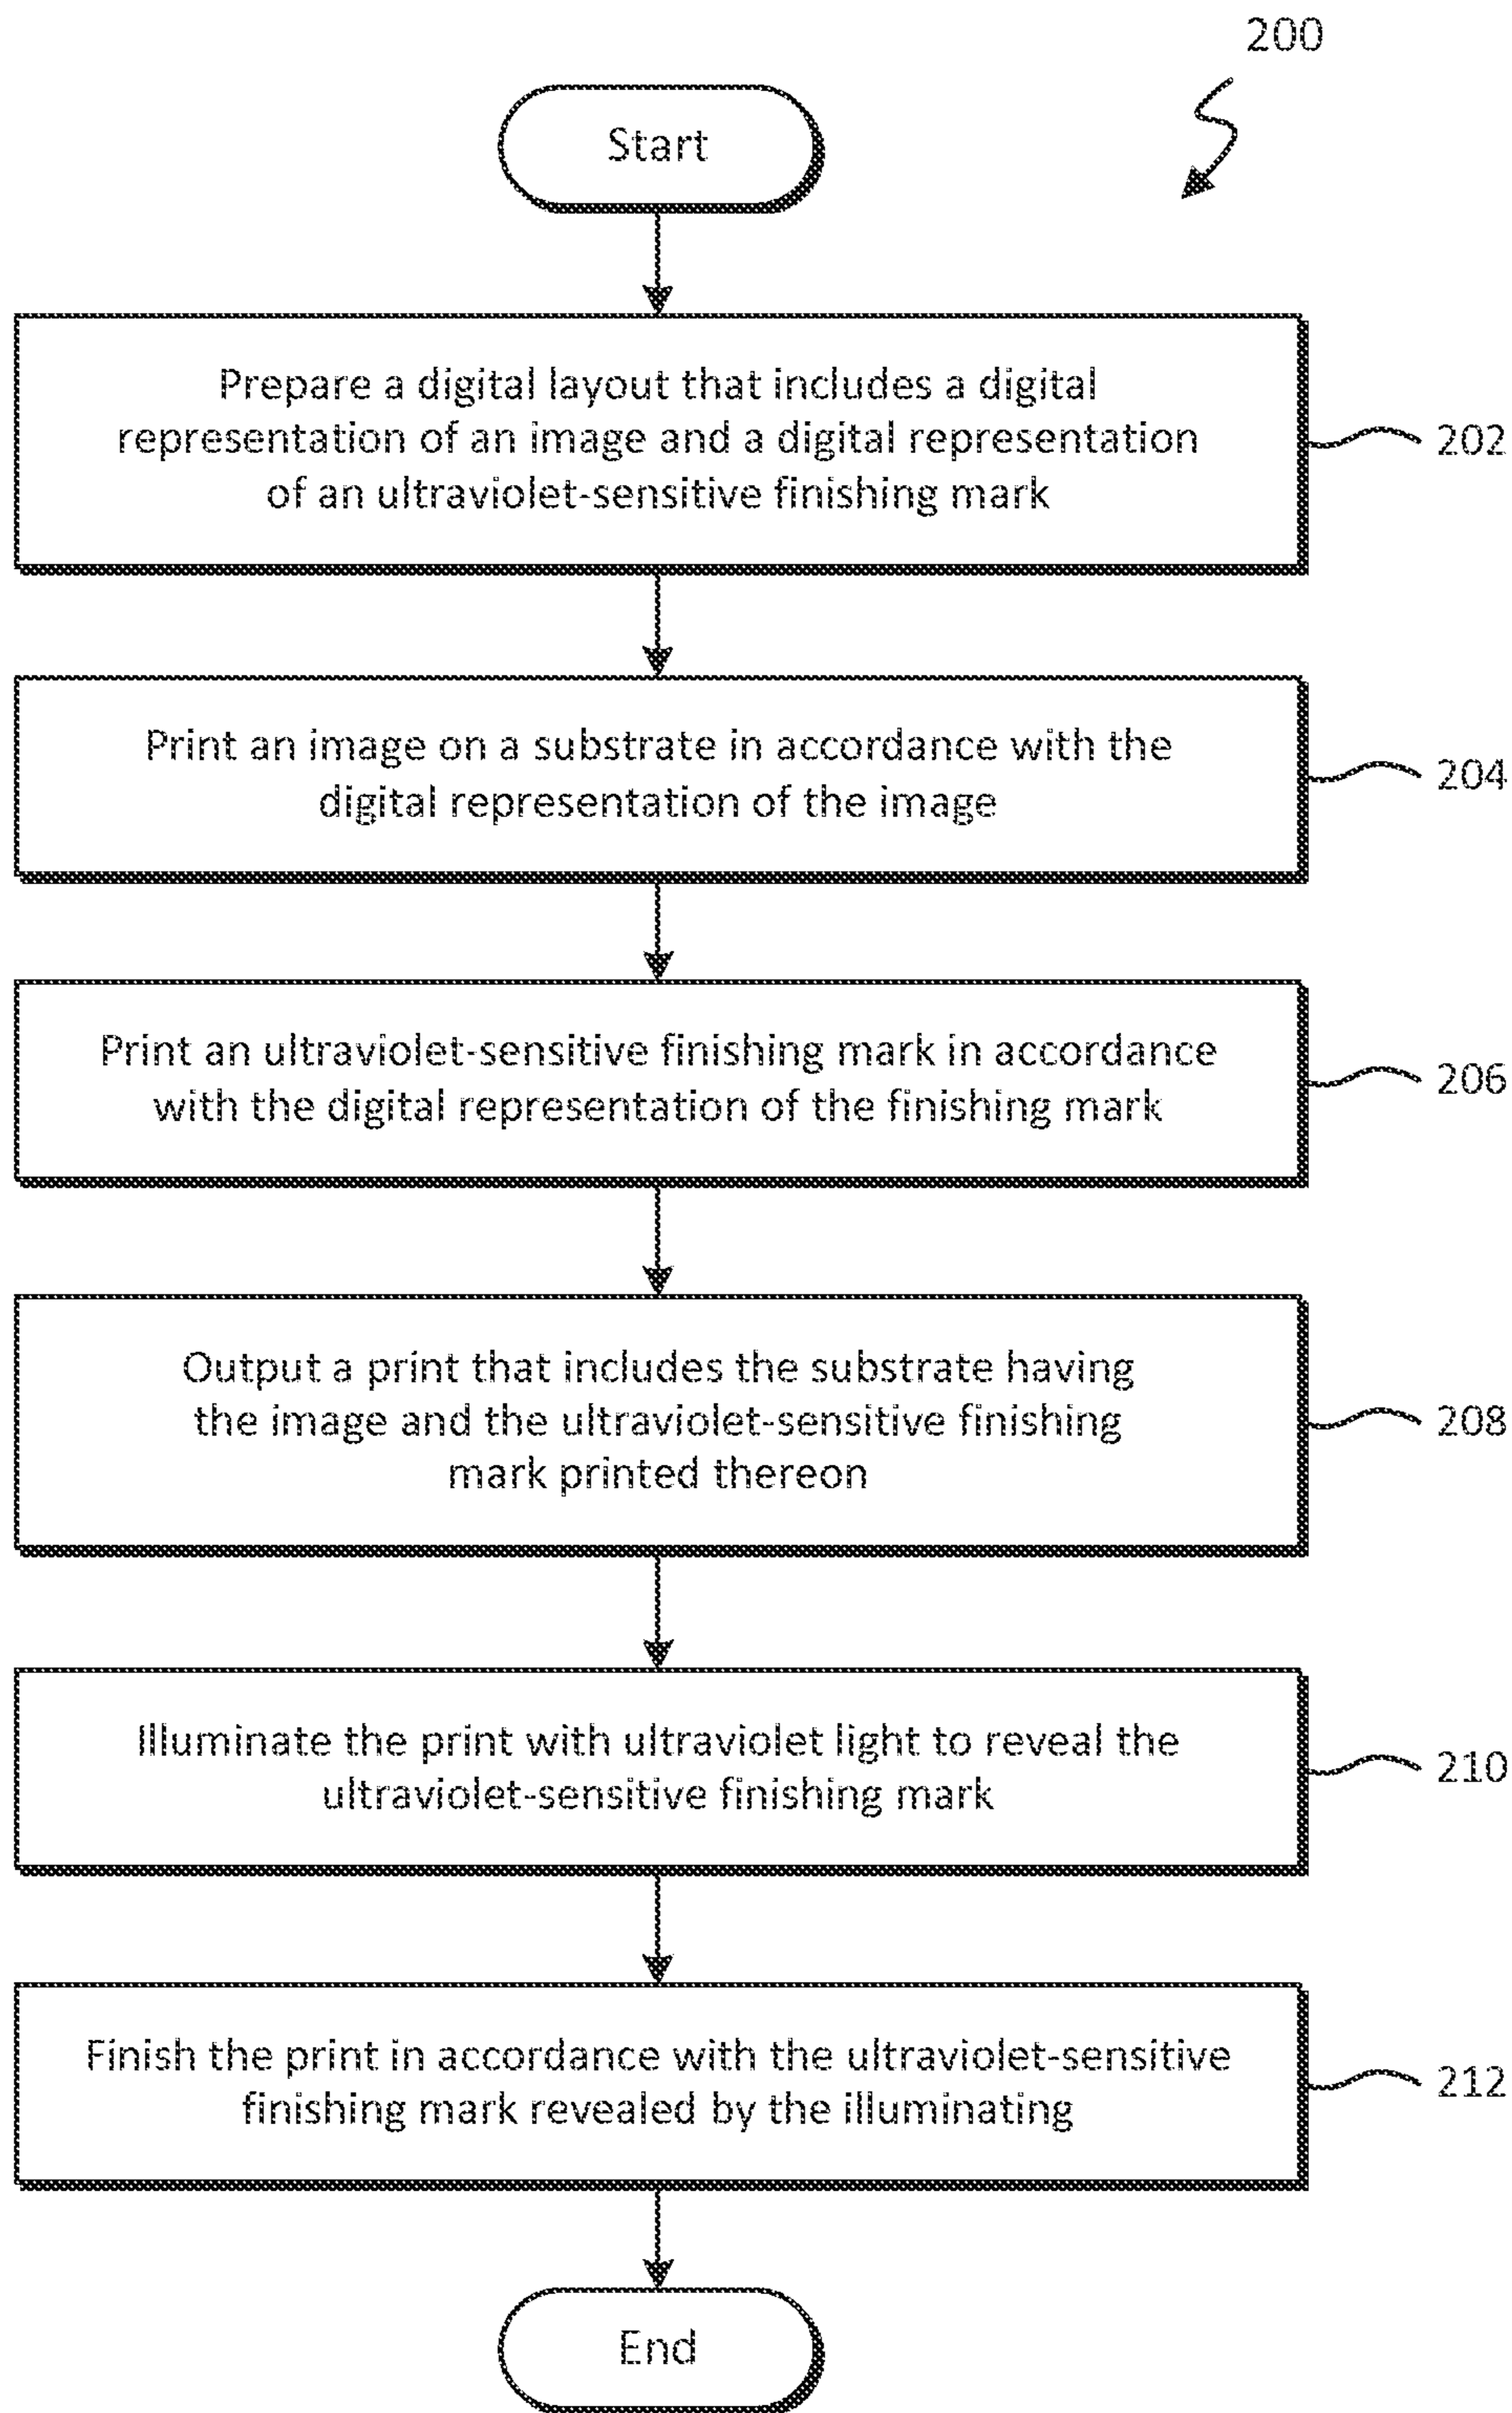 200
Start
Prepare a digital layout that includes a digital
representation of an image and a digital representation
of an ultraviolet-sensitive finishing mark
202
Print an image on a substrate in accordance with the
digital representation of the image
204
Print an ultraviolet-sensitive finishing mark in accordance
with the digital representation of the finishing mark
206
Output a print that includes the substrate having
the image and the ultraviolet-sensitive finishing
mark printed thereon
208
Illuminate the print with ultraviolet light to reveal the
ultraviolet-sensitive finishing mark
210
Finish the print in accordance with the ultraviolet-sensitive
finishing mark revealed by the illuminating
212
End